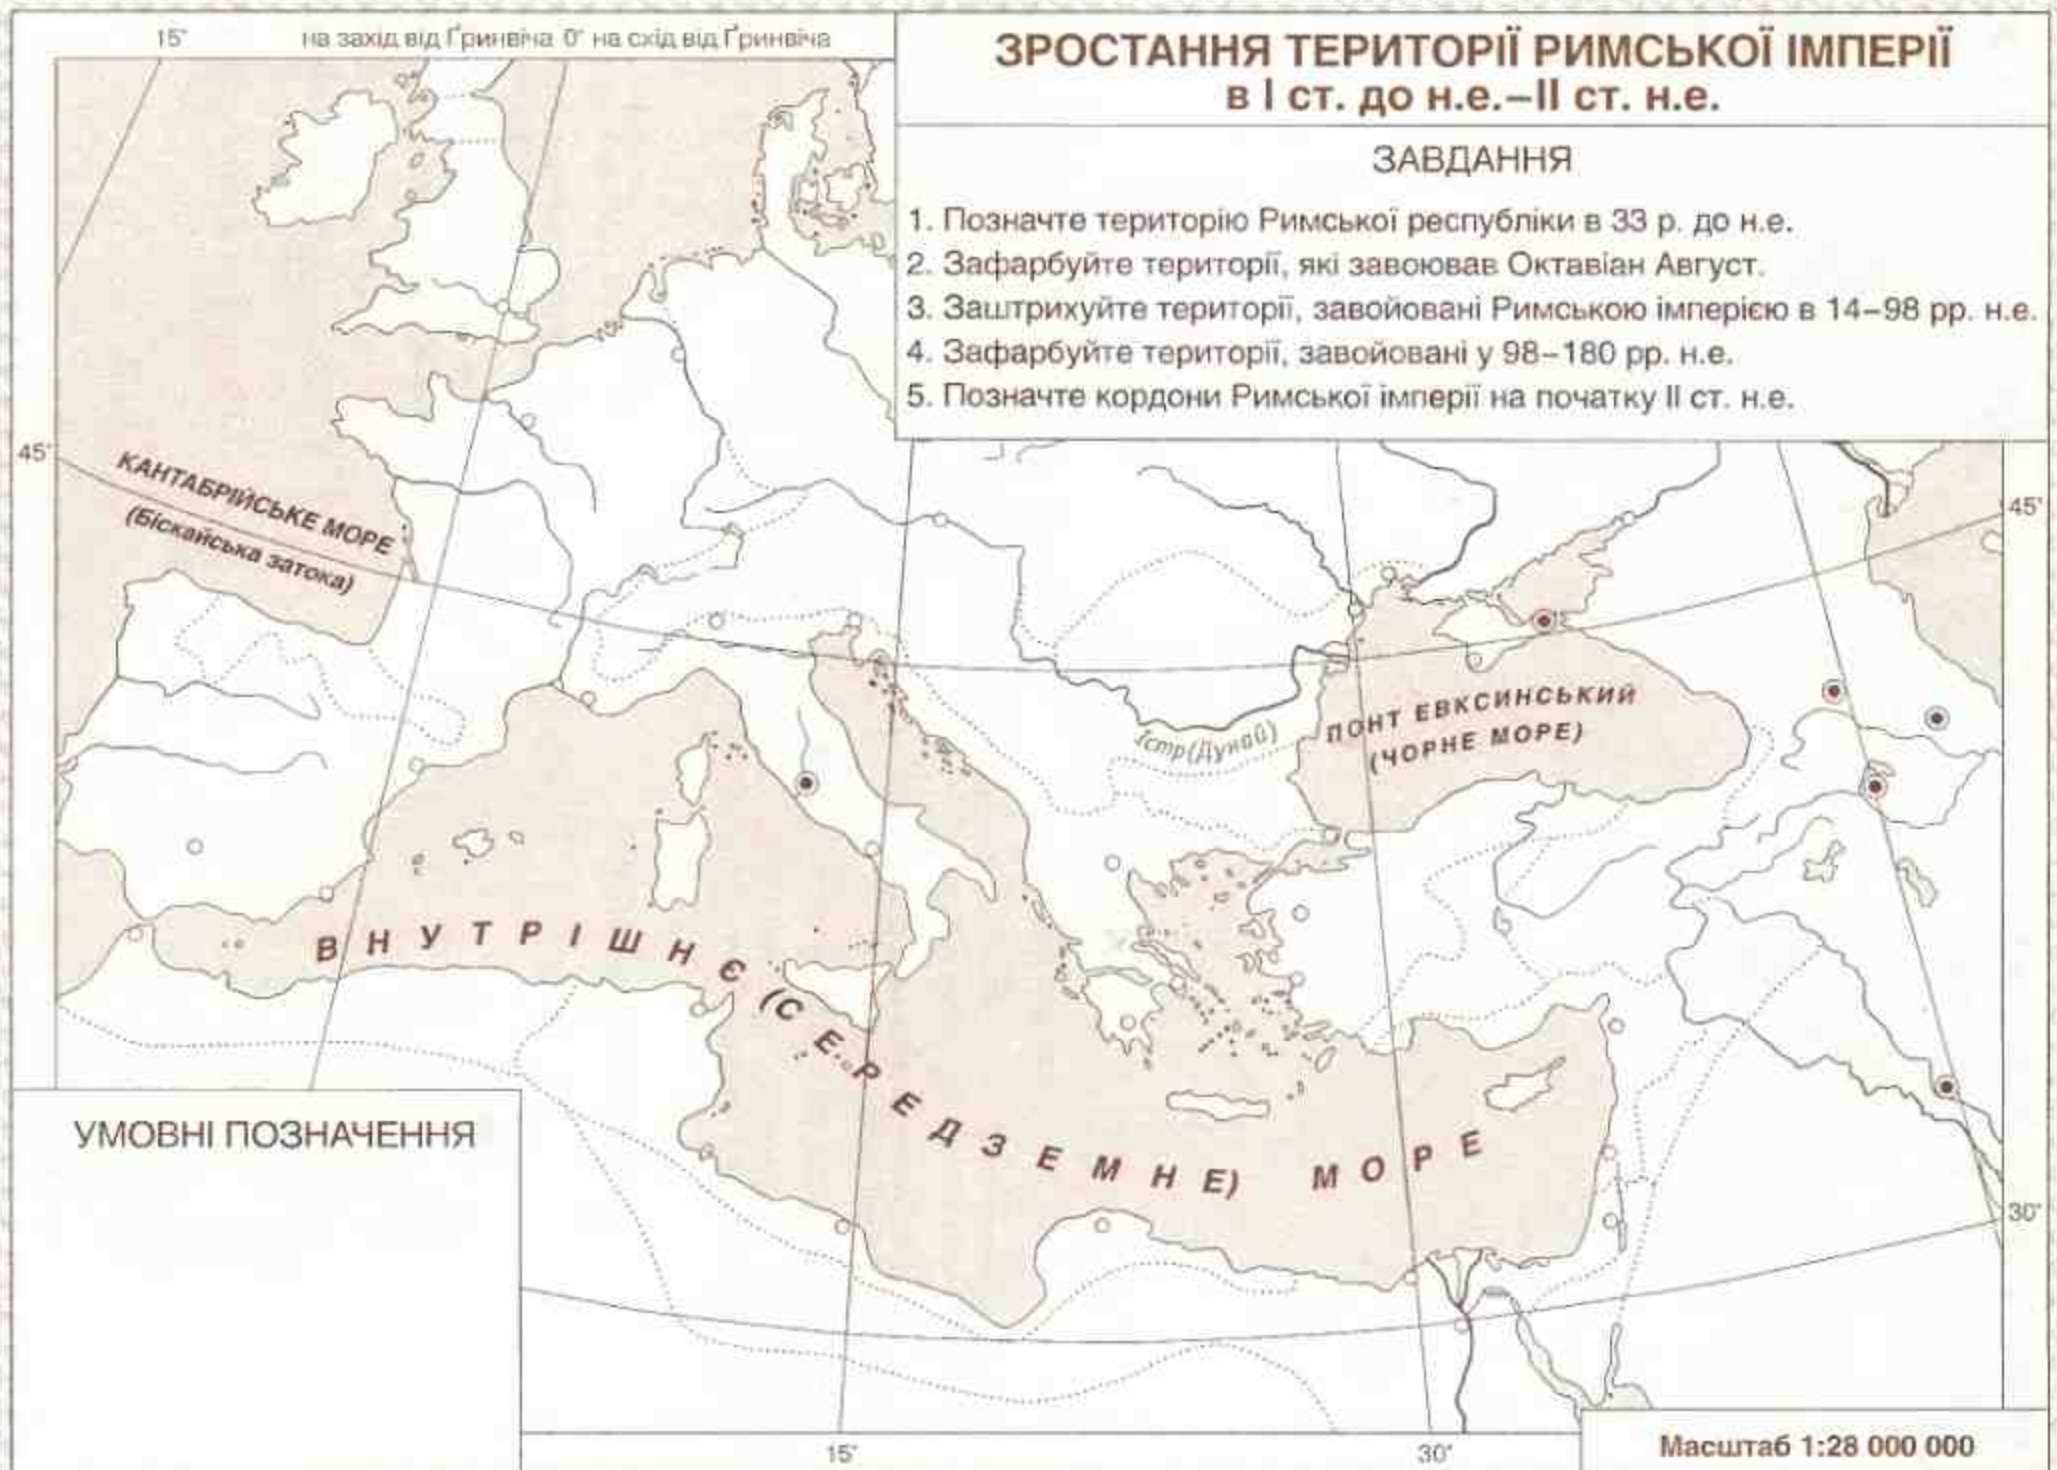 15°
на захід від Ґринвіча 0° на схід від Ґринвіча
ЗРОСТАННЯ ТЕРИТОРІЇ РИМСЬКОЇ ІМПЕРІЇ
в І ст. до н.е.–ІІ ст. н.е.
ЗАВДАННЯ
1. Позначте територію Римської республіки в 33 р. до н.е.
2. Зафарбуйте території, які завоював Октавіан Август.
3. Заштрихуйте території, завойовані Римською імперією в 14–98 рр. н.е.
4. Зафарбуйте території, завойовані у 98–180 рр. н.е.
5. Позначте кордони Римської імперії на початку ІІ ст. н.е.
45°
КАНТАБРІЙСЬКЕ МОРЕ
(Біскайська затока)
45°
ПОНТ ЕВКСИНСЬКИЙ
(ЧОРНЕ МОРЕ)
Істр(Дунай)
ВНУТРІШНЄ (СЕРЕДЗЕМНЕ) МОРЕ
УМОВНІ ПОЗНАЧЕННЯ
30°
15°
30°
Масштаб 1:28 000 000